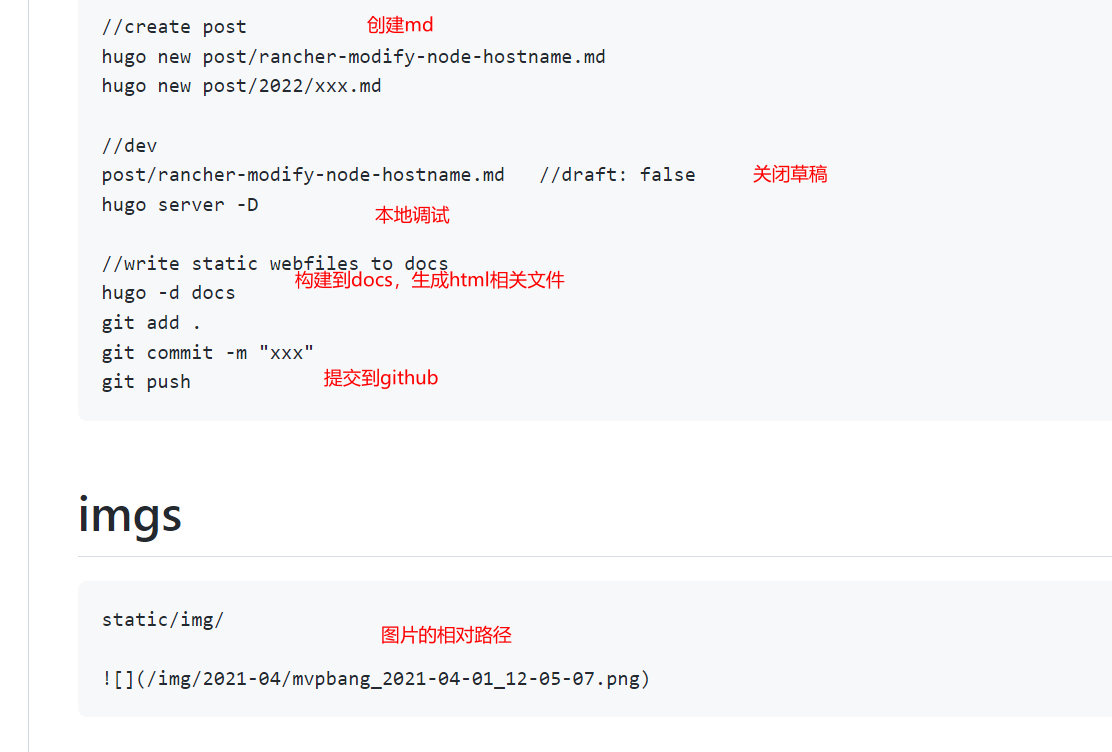 //create post 创建md
hugo new post/rancher-modify-node-hostname.md
hugo new post/2022/xxx.md
//dev
post/rancher-modify-node-hostname.md //draft: false 关闭草稿
hugo server -D 本地调试
//write static webfiles to docs
构建到docs，生成html相关文件
hugo -d docs
git add .
git commit -m "xxx"
git push 提交到github
imgs
static/img/
图片的相对路径
![](/img/2021-04/mvpbang_2021-04-01_12-05-07.png)